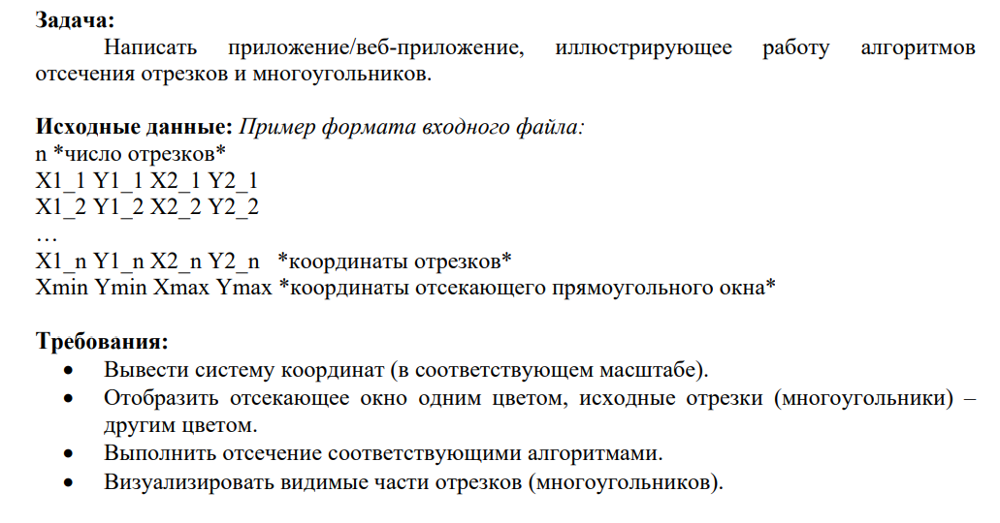 Задача:
Написать приложение/веб-приложение, иллюстрирующее работу алгоритмов
отсечения отрезков и многоугольников.
Исходные данные: Пример формата входного файла:
n *число отрезков*
X1_1 Y1_1 X2_1 Y2_1
X1_2 Y1_2 X2_2 Y2_2
…
X1_n Y1_n X2_n Y2_n *координаты отрезков*
Xmin Ymin Xmax Ymax *координаты отсекающего прямоугольного окна*
Требования:
• Вывести систему координат (в соответствующем масштабе).
• Отобразить отсекающее окно одним цветом, исходные отрезки (многоугольники) –
другим цветом.
• Выполнить отсечение соответствующими алгоритмами.
• Визуализировать видимые части отрезков (многоугольников).